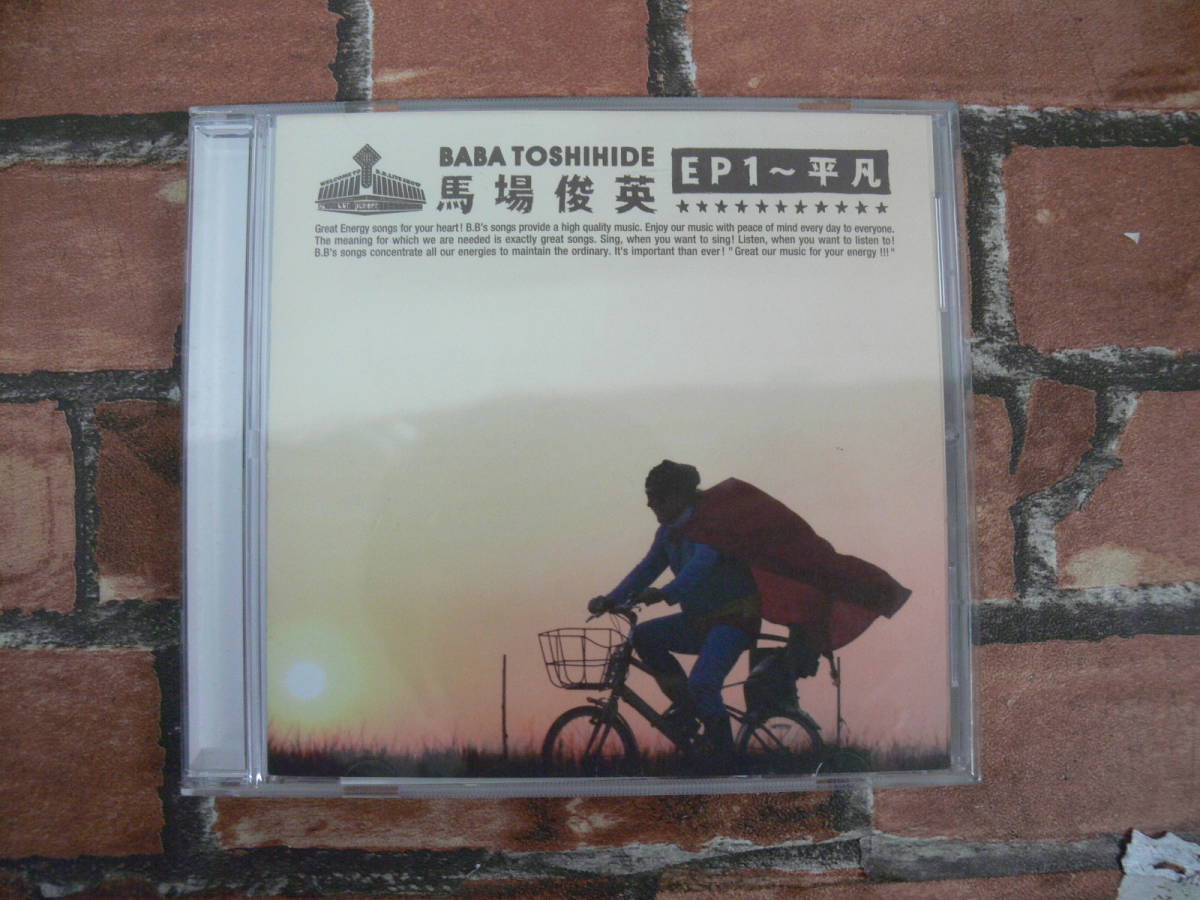 BABA TOSHIHIDE
馬場俊英
EP1～平凡
★★★★★★★★★★
Great Energy songs for your heart! B.B's songs provide a high quality music. Enjoy our music with peace of mind every day to everyone.
The meaning for which we are needed is exactly great songs. Sing, when you want to sing! Listen, when you want to listen to!
B.B's songs concentrate all our energies to maintain the ordinary. It's important than ever! "Great our music for your energy !!!"